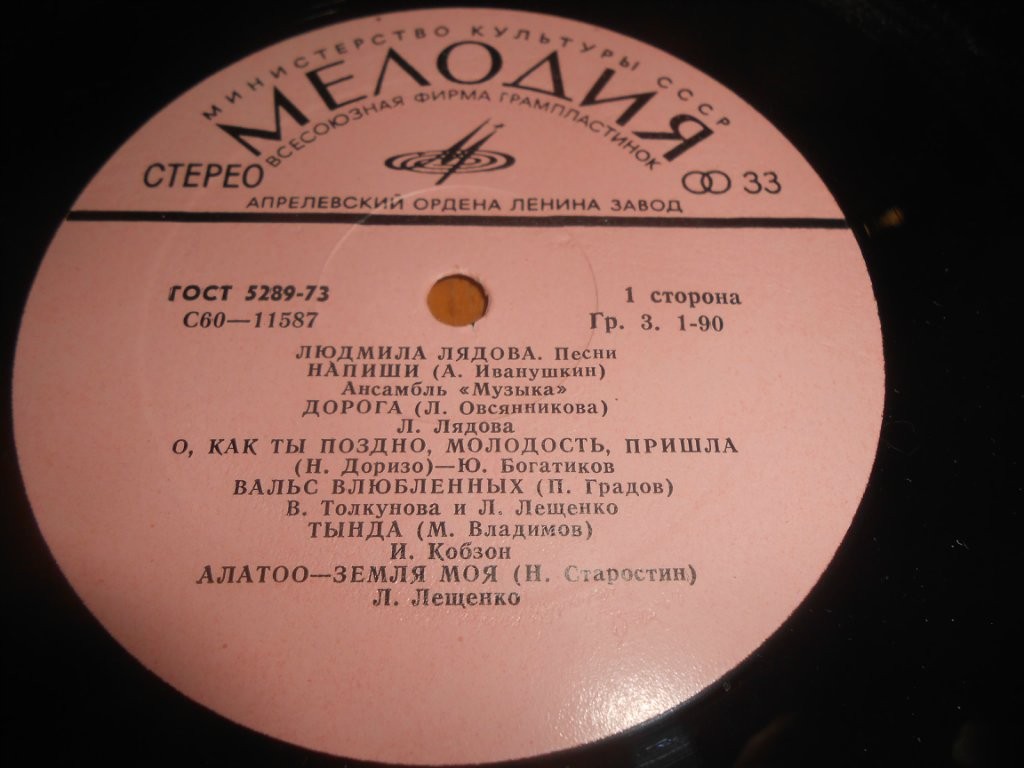 МИНИСТЕРСТВО КУЛЬТУРЫ СССР
МЕЛОДИЯ
ВСЕСОЮЗНАЯ ФИРМА ГРАМПЛАСТИНОК
СТЕРЕО
33
АПРЕЛЕВСКИЙ ОРДЕНА ЛЕНИНА ЗАВОД
ГОСТ 5289-73
1 сторона
С60—11587
Гр. 3. 1-90
ЛЮДМИЛА ЛЯДОВА. Песни
НАПИШИ (А. Иванушкин)
Ансамбль «Музыка»
ДОРОГА (Л. Овсянникова)
Л. Лядова
О, КАК ТЫ ПОЗДНО, МОЛОДОСТЬ, ПРИШЛА
(Н. Доризо)—Ю. Богатиков
ВАЛЬС ВЛЮБЛЕННЫХ (П. Градов)
В. Толкунова и Л. Лещенко
ТЫНДА (М. Владимов)
И. Кобзон
АЛАТОО—ЗЕМЛЯ МОЯ (Н. Старостин)
Л. Лещенко